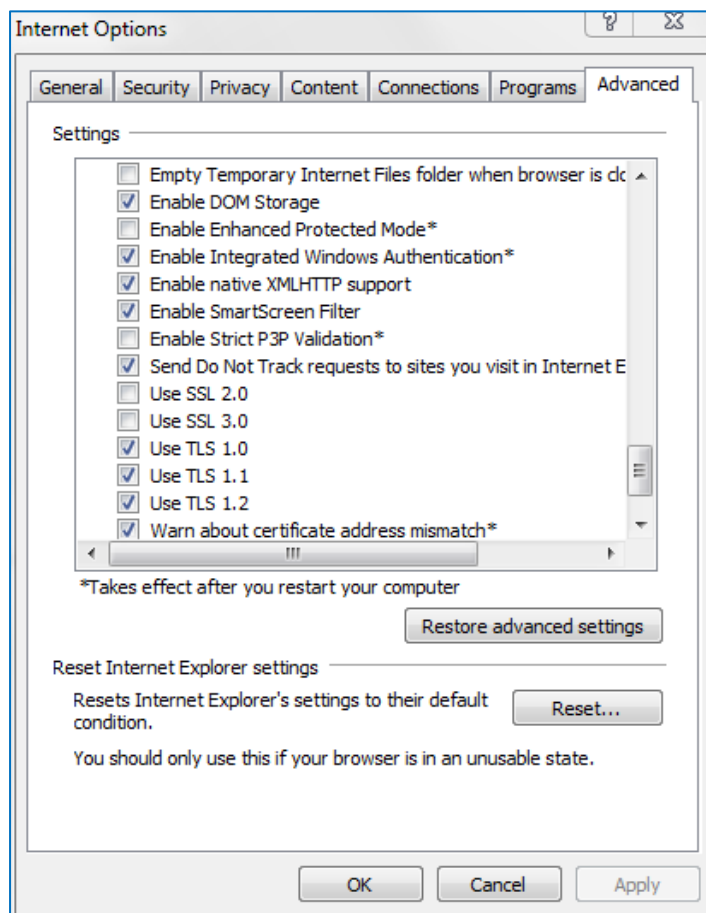 Internet Options
General Security Privacy Content Connections Programs Advanced
Settings
Empty Temporary Internet Files folder when browser is clo
Enable DOM Storage
Enable Enhanced Protected Mode*
Enable Integrated Windows Authentication*
Enable native XMLHTTP support
Enable SmartScreen Filter
Enable Strict P3P Validation*
Send Do Not Track requests to sites you visit in Internet E
Use SSL 2.0
Use SSL 3.0
Use TLS 1.0
Use TLS 1.1
Use TLS 1.2
Warn about certificate address mismatch*
*Takes effect after you restart your computer
Restore advanced settings
Reset Internet Explorer settings
Resets Internet Explorer's settings to their default
condition.
Reset...
You should only use this if your browser is in an unusable state.
OK Cancel Apply